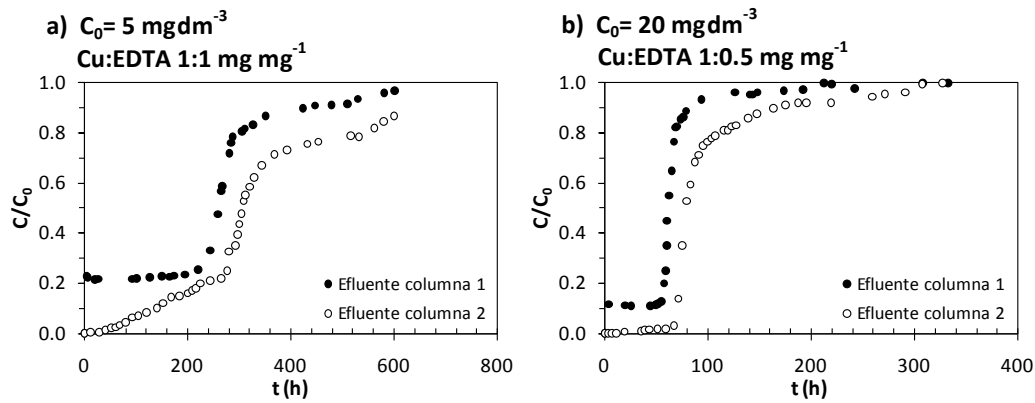 a) C₀= 5 mgdm⁻³
Cu:EDTA 1:1 mg mg⁻¹
1.0
0.8
0.6
0.4
0.2
0.0
C/C₀
Efluente columna 1
Efluente columna 2
0 200 400 600 800
t (h)
b) C₀= 20 mgdm⁻³
Cu:EDTA 1:0.5 mg mg⁻¹
1.0
0.8
0.6
0.4
0.2
0.0
C/C₀
Efluente columna 1
Efluente columna 2
0 100 200 300 400
t (h)